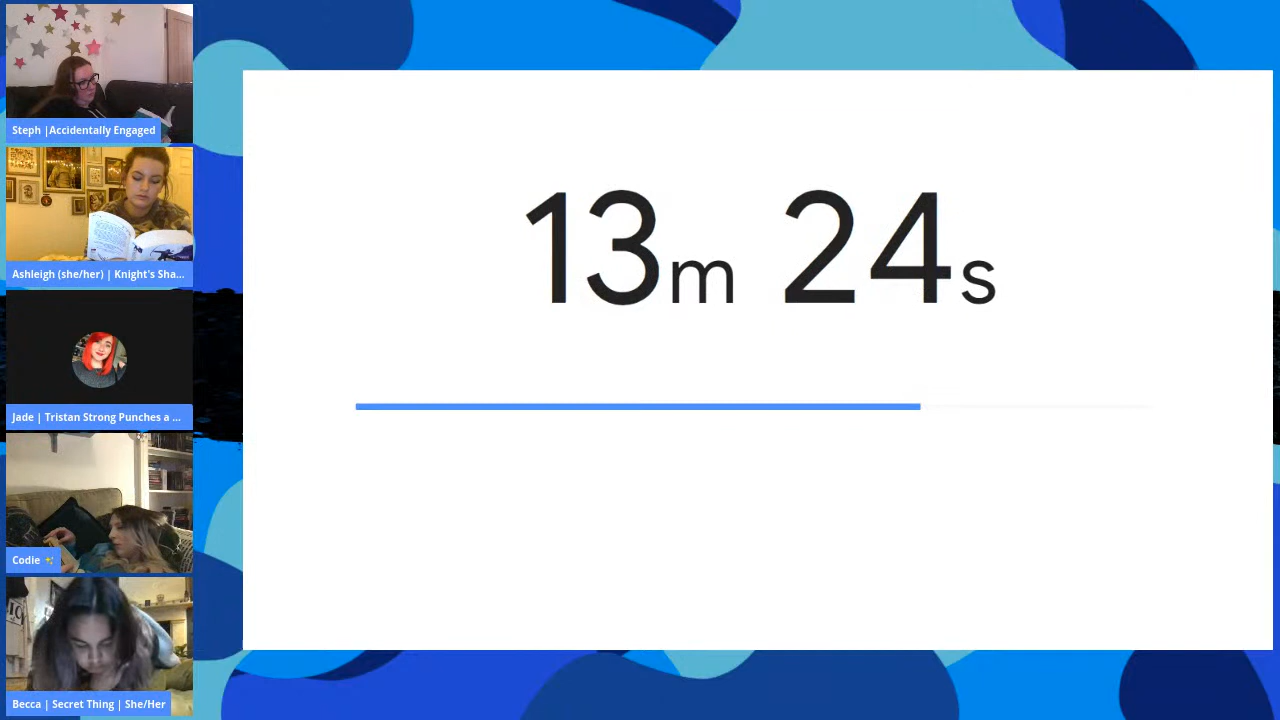 Steph |Accidentally Engaged
13m 24s
Ashleigh (she/her) | Knight's Sha...
Jade | Tristan Strong Punches a ...
Codie ✨
Becca | Secret Thing | She/Her